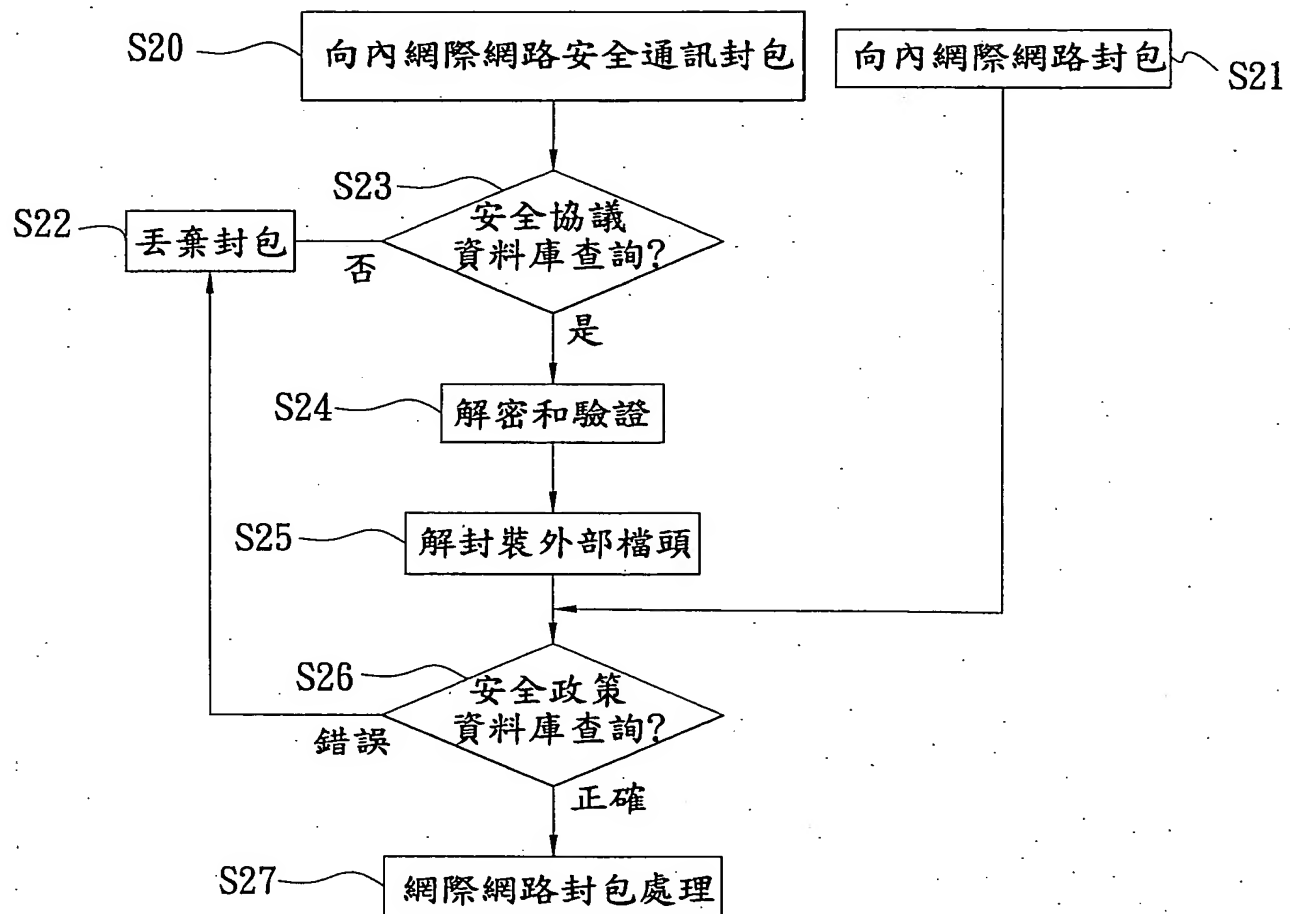 S20
向內網際網路安全通訊封包
向內網際網路封包
S21
S23
安全協議
資料庫查詢?
S22
丟棄封包
否
是
S24
解密和驗證
S25
解封裝外部檔頭
S26
安全政策
資料庫查詢?
錯誤
正確
S27
網際網路封包處理